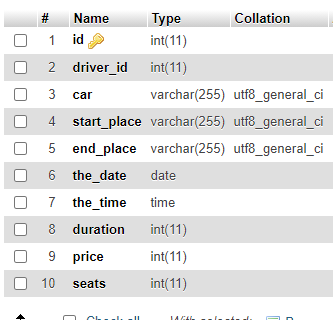 # Name Type Collation
1 id int(11)
2 driver_id int(11)
3 car varchar(255) utf8_general_ci
4 start_place varchar(255) utf8_general_ci
5 end_place varchar(255) utf8_general_ci
6 the_date date
7 the_time time
8 duration int(11)
9 price int(11)
10 seats int(11)
Check all With selected: